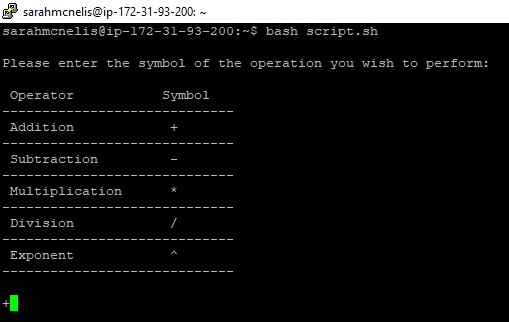 sarahmcnelis@ip-172-31-93-200: ~
sarahmcnelis@ip-172-31-93-200:~$ bash script.sh
Please enter the symbol of the operation you wish to perform:
Operator Symbol
-----------------------------
Addition +
-----------------------------
Subtraction -
-----------------------------
Multiplication *
-----------------------------
Division /
-----------------------------
Exponent ^
-----------------------------
+